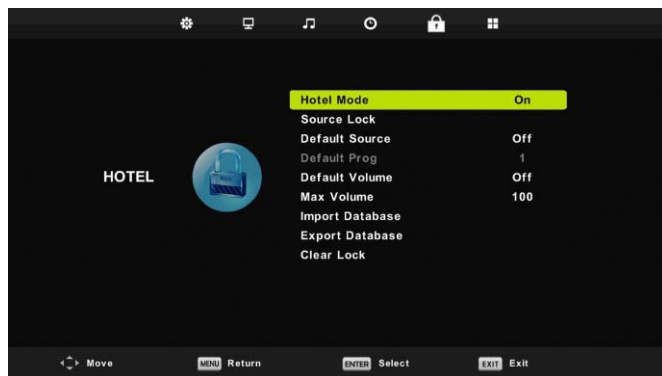 HOTEL
Hotel Mode On
Source Lock
Default Source Off
Default Prog 1
Default Volume Off
Max Volume 100
Import Database
Export Database
Clear Lock
Move MENU Return ENTER Select EXIT Exit